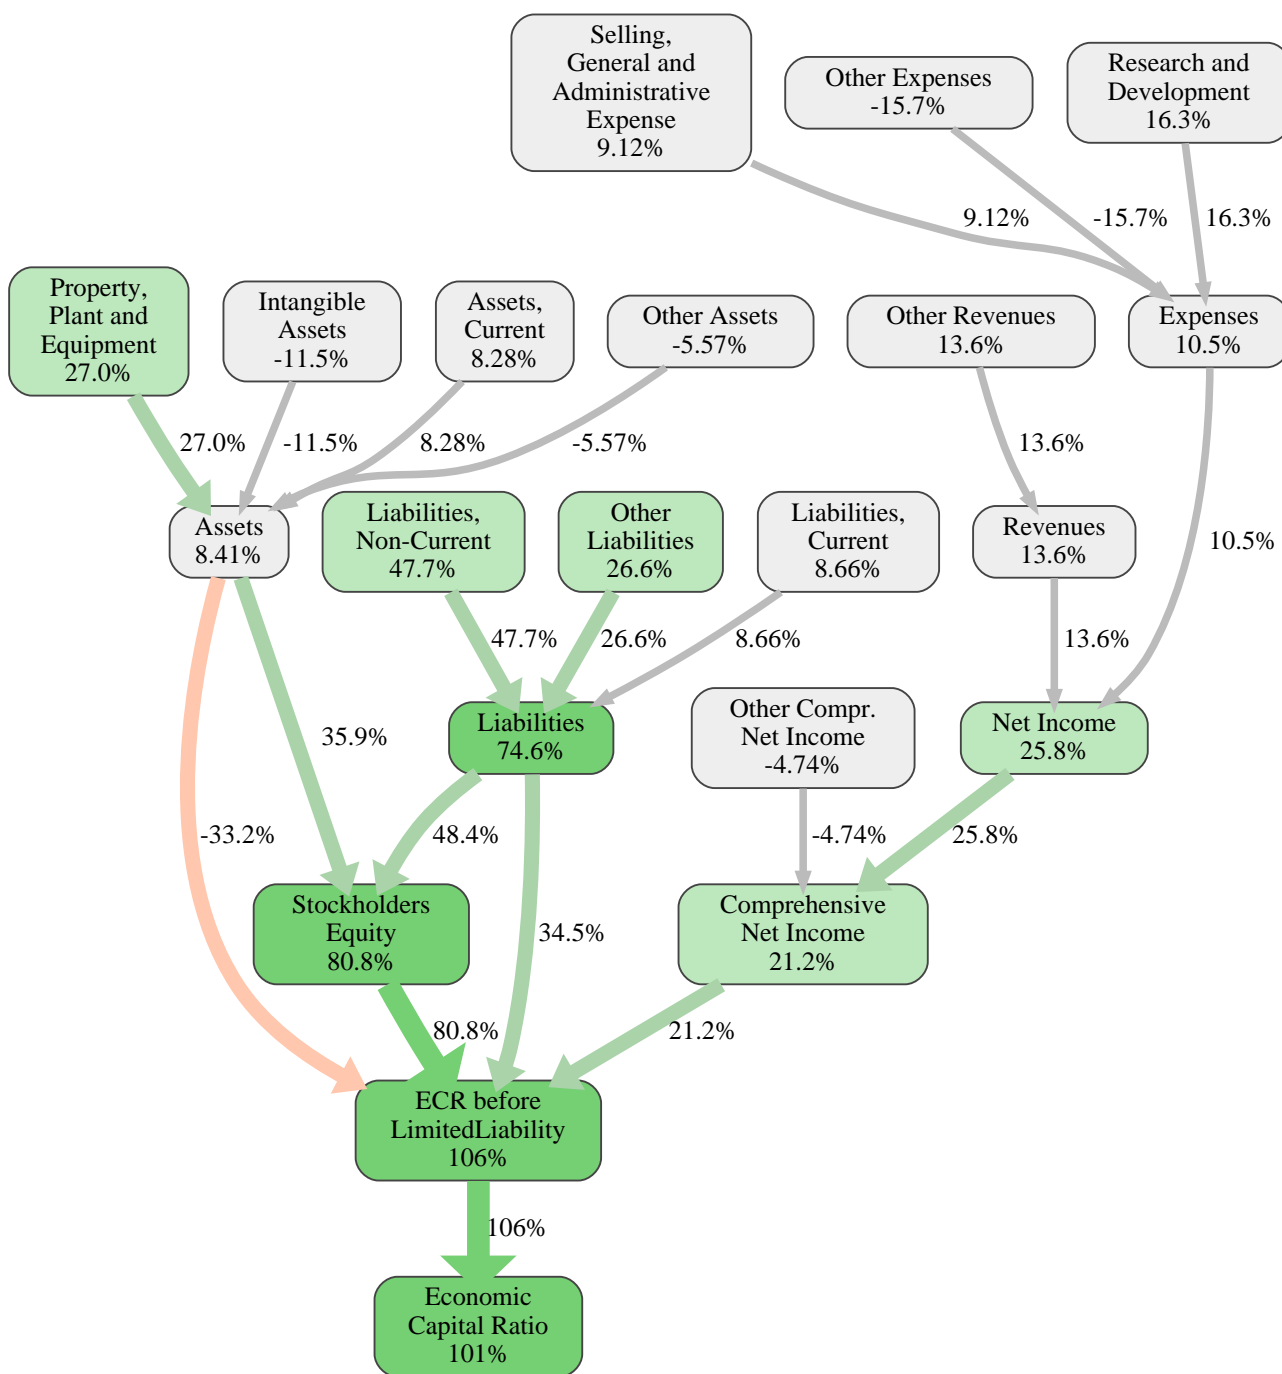 Selling,
General and
Administrative
Expense
9.12%
Other Expenses
-15.7%
Research and
Development
16.3%
9.12%
-15.7%
16.3%
Property,
Plant and
Equipment
27.0%
Intangible
Assets
-11.5%
Assets,
Current
8.28%
Other Assets
-5.57%
Other Revenues
13.6%
Expenses
10.5%
27.0%
-11.5%
8.28%
-5.57%
13.6%
10.5%
Assets
8.41%
Liabilities,
Non-Current
47.7%
Other
Liabilities
26.6%
Liabilities,
Current
8.66%
Revenues
13.6%
47.7%
26.6%
8.66%
13.6%
35.9%
Liabilities
74.6%
Other Compr.
Net Income
-4.74%
Net Income
25.8%
-33.2%
48.4%
-4.74%
25.8%
Stockholders
Equity
80.8%
34.5%
Comprehensive
Net Income
21.2%
80.8%
21.2%
ECR before
LimitedLiability
106%
106%
Economic
Capital Ratio
101%